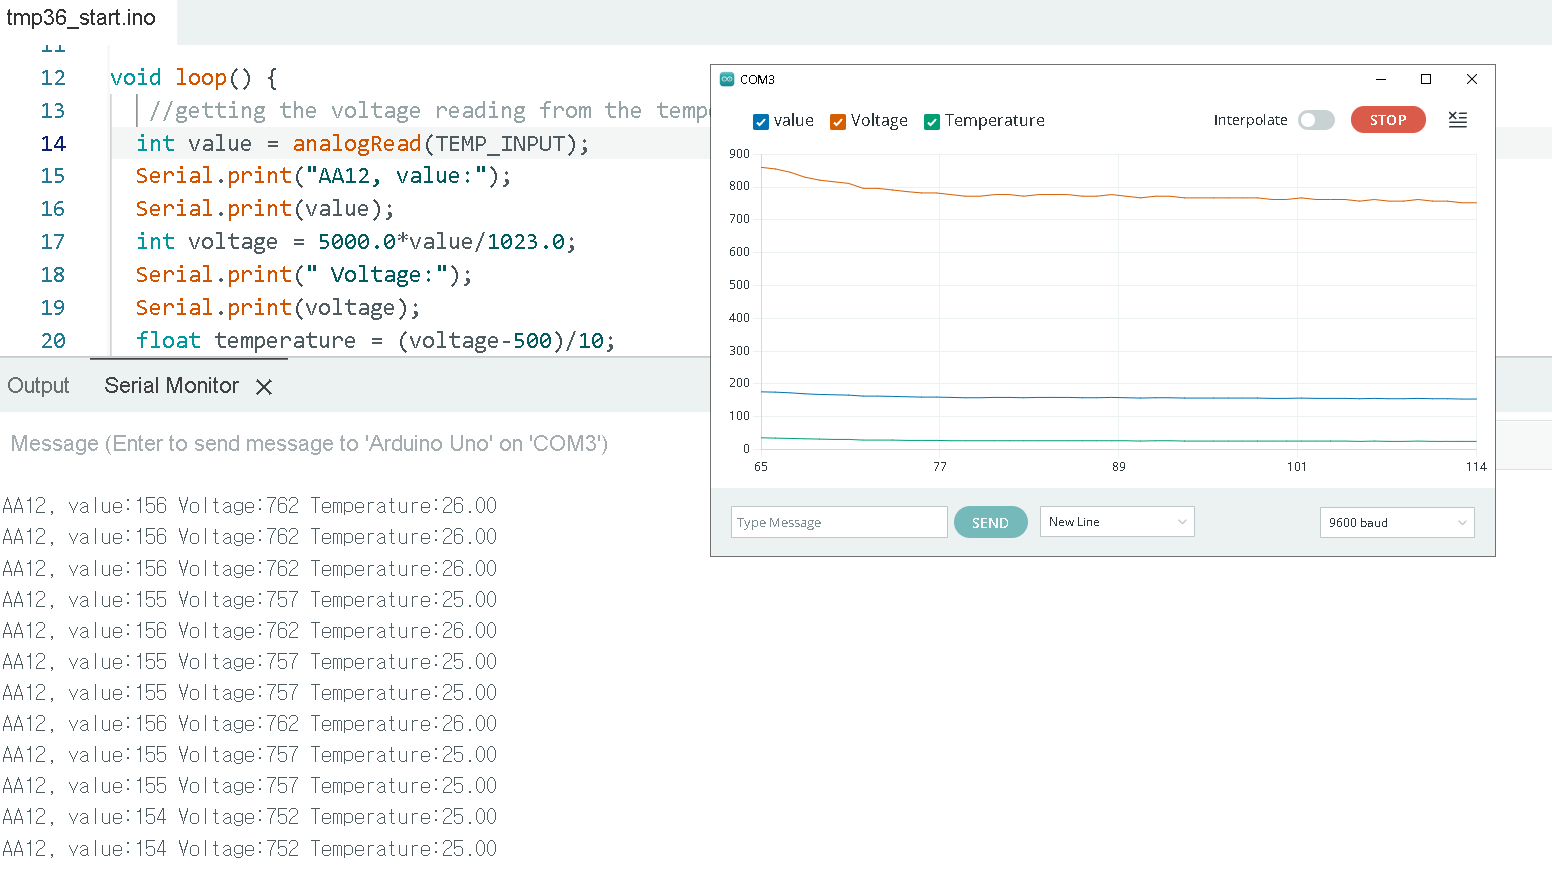 tmp36_start.ino
11
12 void loop() {
13 //getting the voltage reading from the temp
14 int value = analogRead(TEMP_INPUT);
15 Serial.print("AA12, value:");
16 Serial.print(value);
17 int voltage = 5000.0*value/1023.0;
18 Serial.print(" Voltage:");
19 Serial.print(voltage);
20 float temperature = (voltage-500)/10;
Output Serial Monitor
Message (Enter to send message to 'Arduino Uno' on 'COM3')
AA12, value:156 Voltage:762 Temperature:26.00
AA12, value:156 Voltage:762 Temperature:26.00
AA12, value:156 Voltage:762 Temperature:26.00
AA12, value:155 Voltage:757 Temperature:25.00
AA12, value:156 Voltage:762 Temperature:26.00
AA12, value:155 Voltage:757 Temperature:25.00
AA12, value:155 Voltage:757 Temperature:25.00
AA12, value:156 Voltage:762 Temperature:26.00
AA12, value:155 Voltage:757 Temperature:25.00
AA12, value:155 Voltage:757 Temperature:25.00
AA12, value:154 Voltage:752 Temperature:25.00
AA12, value:154 Voltage:752 Temperature:25.00
COM3
value Voltage Temperature Interpolate STOP
900
800
700
600
500
400
300
200
100
0
65 77 89 101 114
Type Message SEND New Line 9600 baud